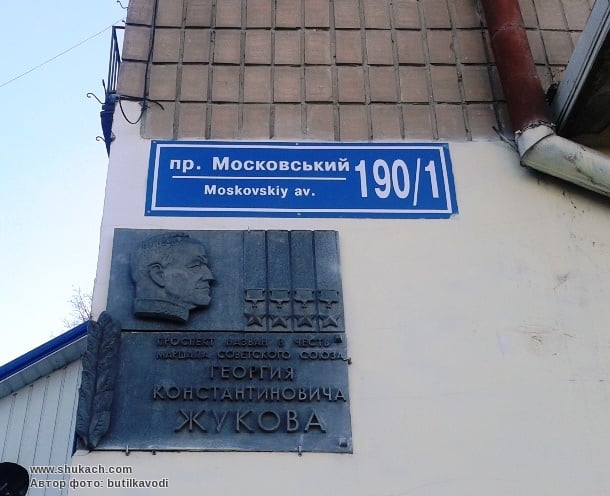 пр. Московський 190/1
Moskovskiy av.
ПРОСПЕКТ НАЗВАН В ЧЕСТЬ
МАРШАЛА СОВЕТСКОГО СОЮЗА
ГЕОРГИЯ
КОНСТАНТИНОВИЧА
ЖУКОВА
www.shukach.com
Автор фото: butilkavodi